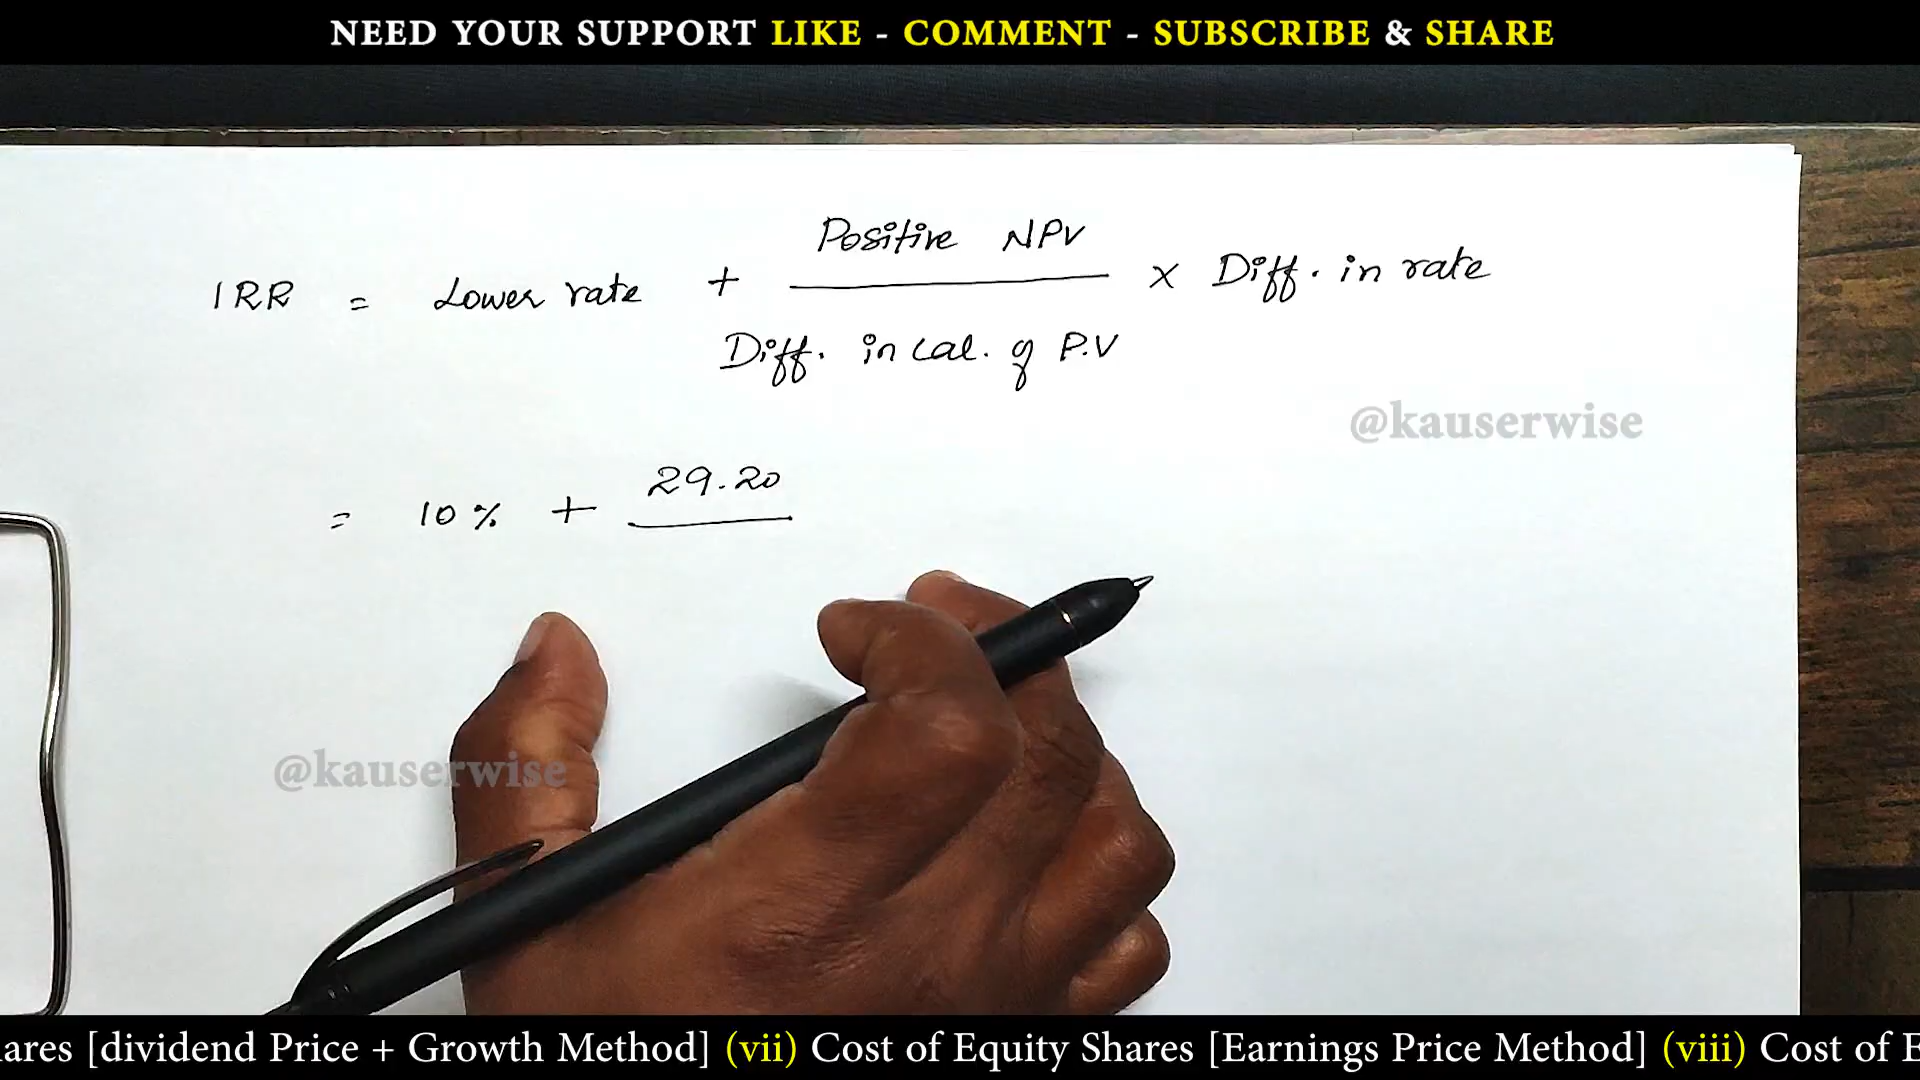 NEED YOUR SUPPORT LIKE - COMMENT - SUBSCRIBE & SHARE
Positive NPV
IRR = Lower rate + × Diff. in rate
Diff. in Cal. of P.V
@kauserwise
29.20
= 10% +
@kauserwise
ares [dividend Price + Growth Method] (vii) Cost of Equity Shares [Earnings Price Method] (viii) Cost of E